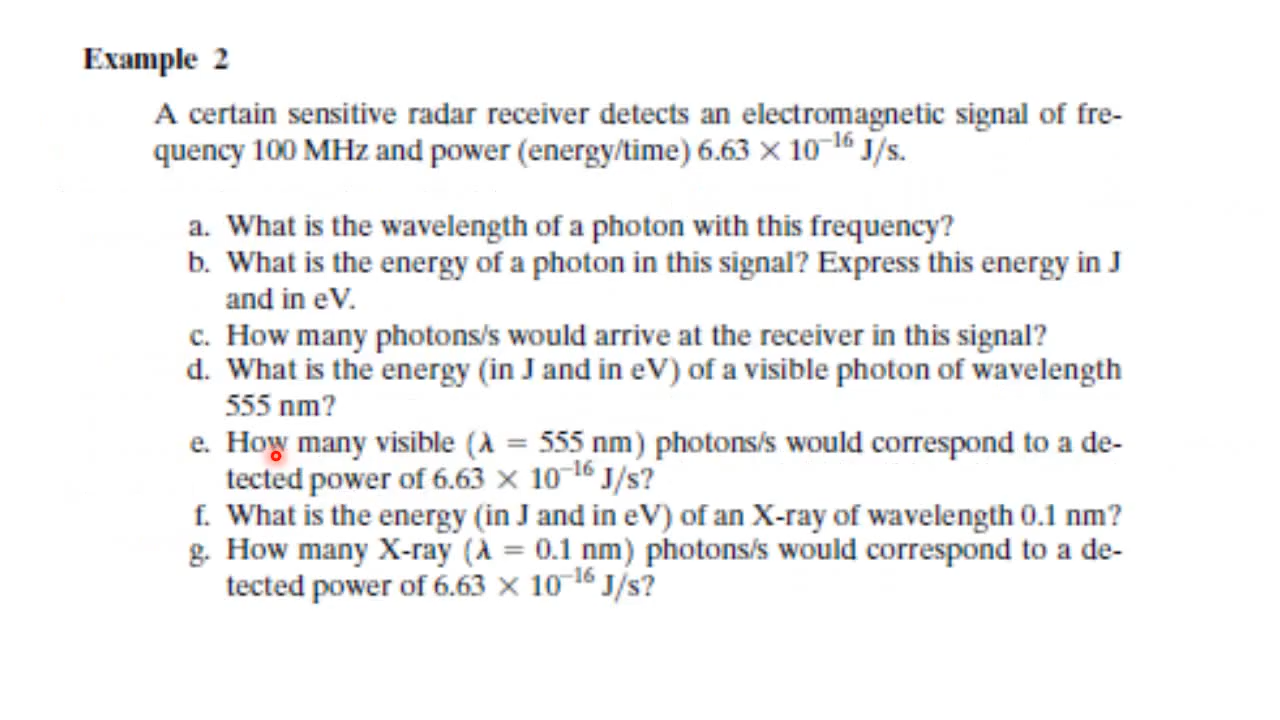 Example 2
A certain sensitive radar receiver detects an electromagnetic signal of fre-
quency 100 MHz and power (energy/time) 6.63 × 10⁻¹⁶ J/s.
a. What is the wavelength of a photon with this frequency?
b. What is the energy of a photon in this signal? Express this energy in J
and in eV.
c. How many photons/s would arrive at the receiver in this signal?
d. What is the energy (in J and in eV) of a visible photon of wavelength
555 nm?
e. How many visible (λ = 555 nm) photons/s would correspond to a de-
tected power of 6.63 × 10⁻¹⁶ J/s?
f. What is the energy (in J and in eV) of an X-ray of wavelength 0.1 nm?
g. How many X-ray (λ = 0.1 nm) photons/s would correspond to a de-
tected power of 6.63 × 10⁻¹⁶ J/s?